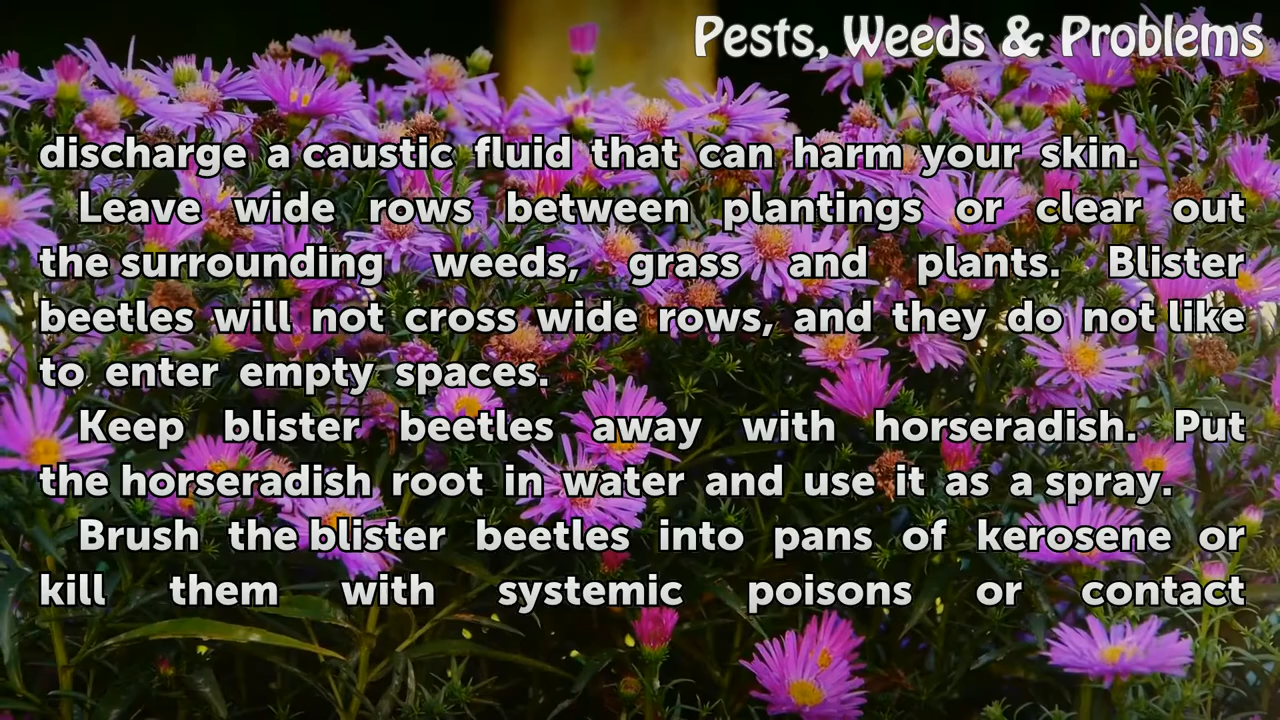 Pests, Weeds & Problems
discharge a caustic fluid that can harm your skin.
Leave wide rows between plantings or clear out
the surrounding weeds, grass and plants. Blister
beetles will not cross wide rows, and they do not like
to enter empty spaces.
Keep blister beetles away with horseradish. Put
the horseradish root in water and use it as a spray.
Brush the blister beetles into pans of kerosene or
kill them with systemic poisons or contact